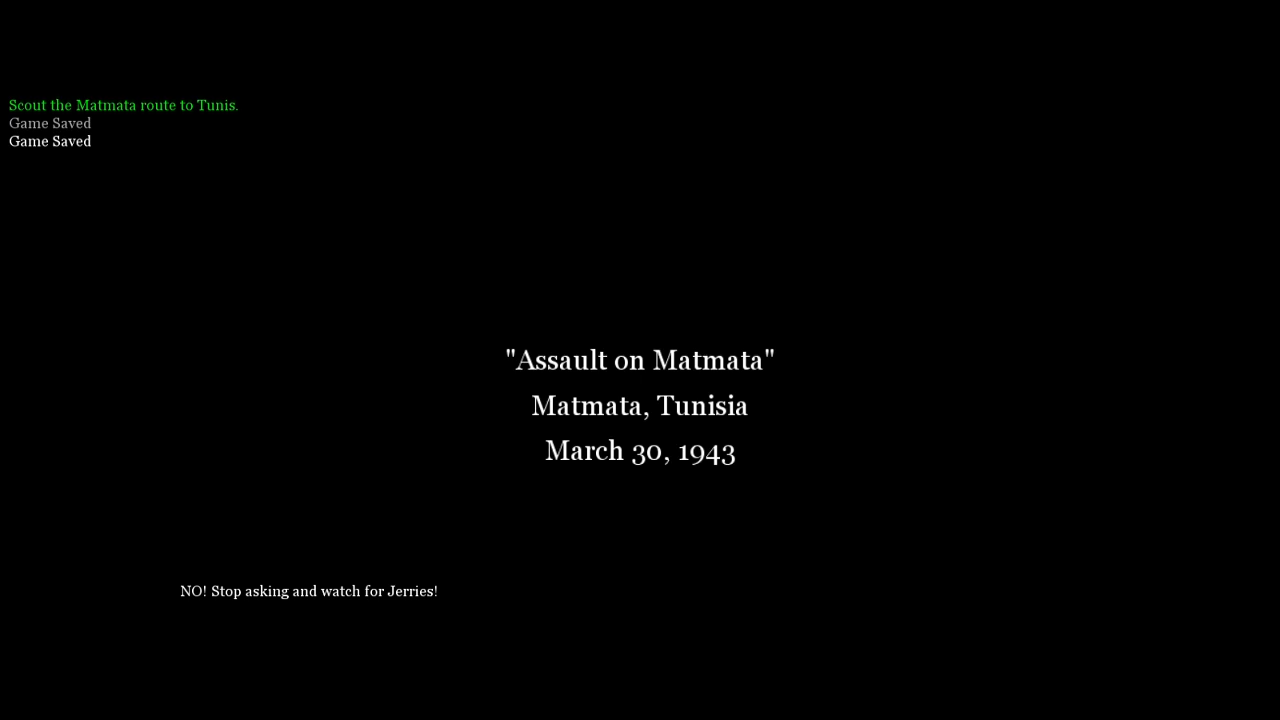 Scout the Matmata route to Tunis.
Game Saved
Game Saved
"Assault on Matmata"
Matmata, Tunisia
March 30, 1943
NO! Stop asking and watch for Jerries!